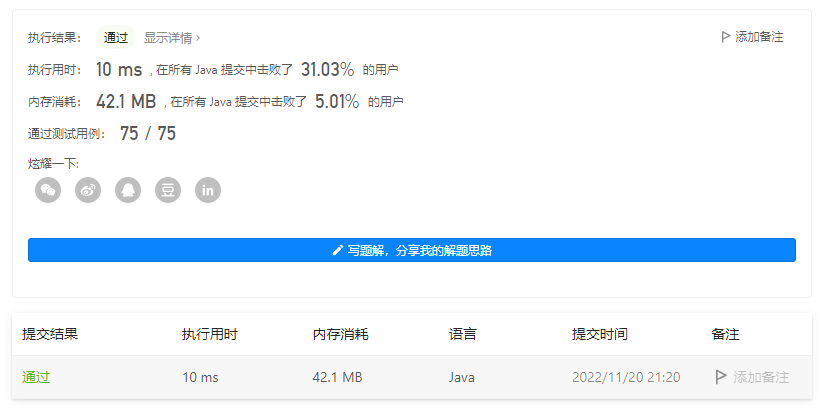 执行结果： 通过 显示详情 › 添加备注
执行用时： 10 ms , 在所有 Java 提交中击败了 31.03% 的用户
内存消耗： 42.1 MB , 在所有 Java 提交中击败了 5.01% 的用户
通过测试用例： 75 / 75
炫耀一下:
豆 in
写题解，分享我的解题思路
提交结果 执行用时 内存消耗 语言 提交时间 备注
通过 10 ms 42.1 MB Java 2022/11/20 21:20 添加备注